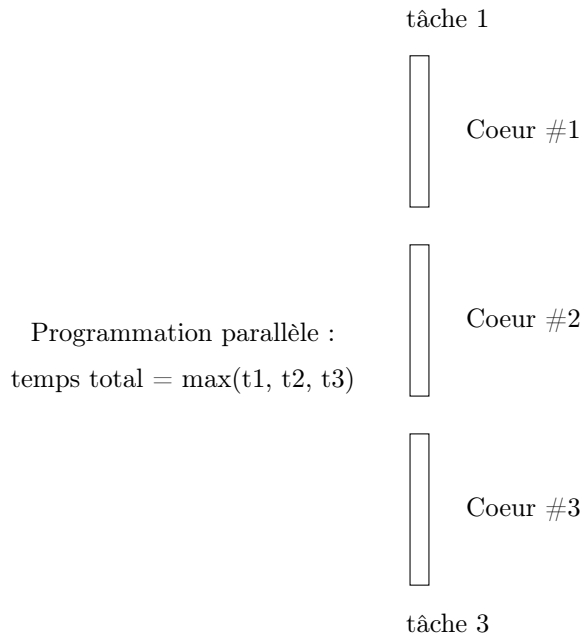 tâche 1
Coeur #1
Coeur #2
Programmation parallèle :
temps total = max(t1, t2, t3)
Coeur #3
tâche 3